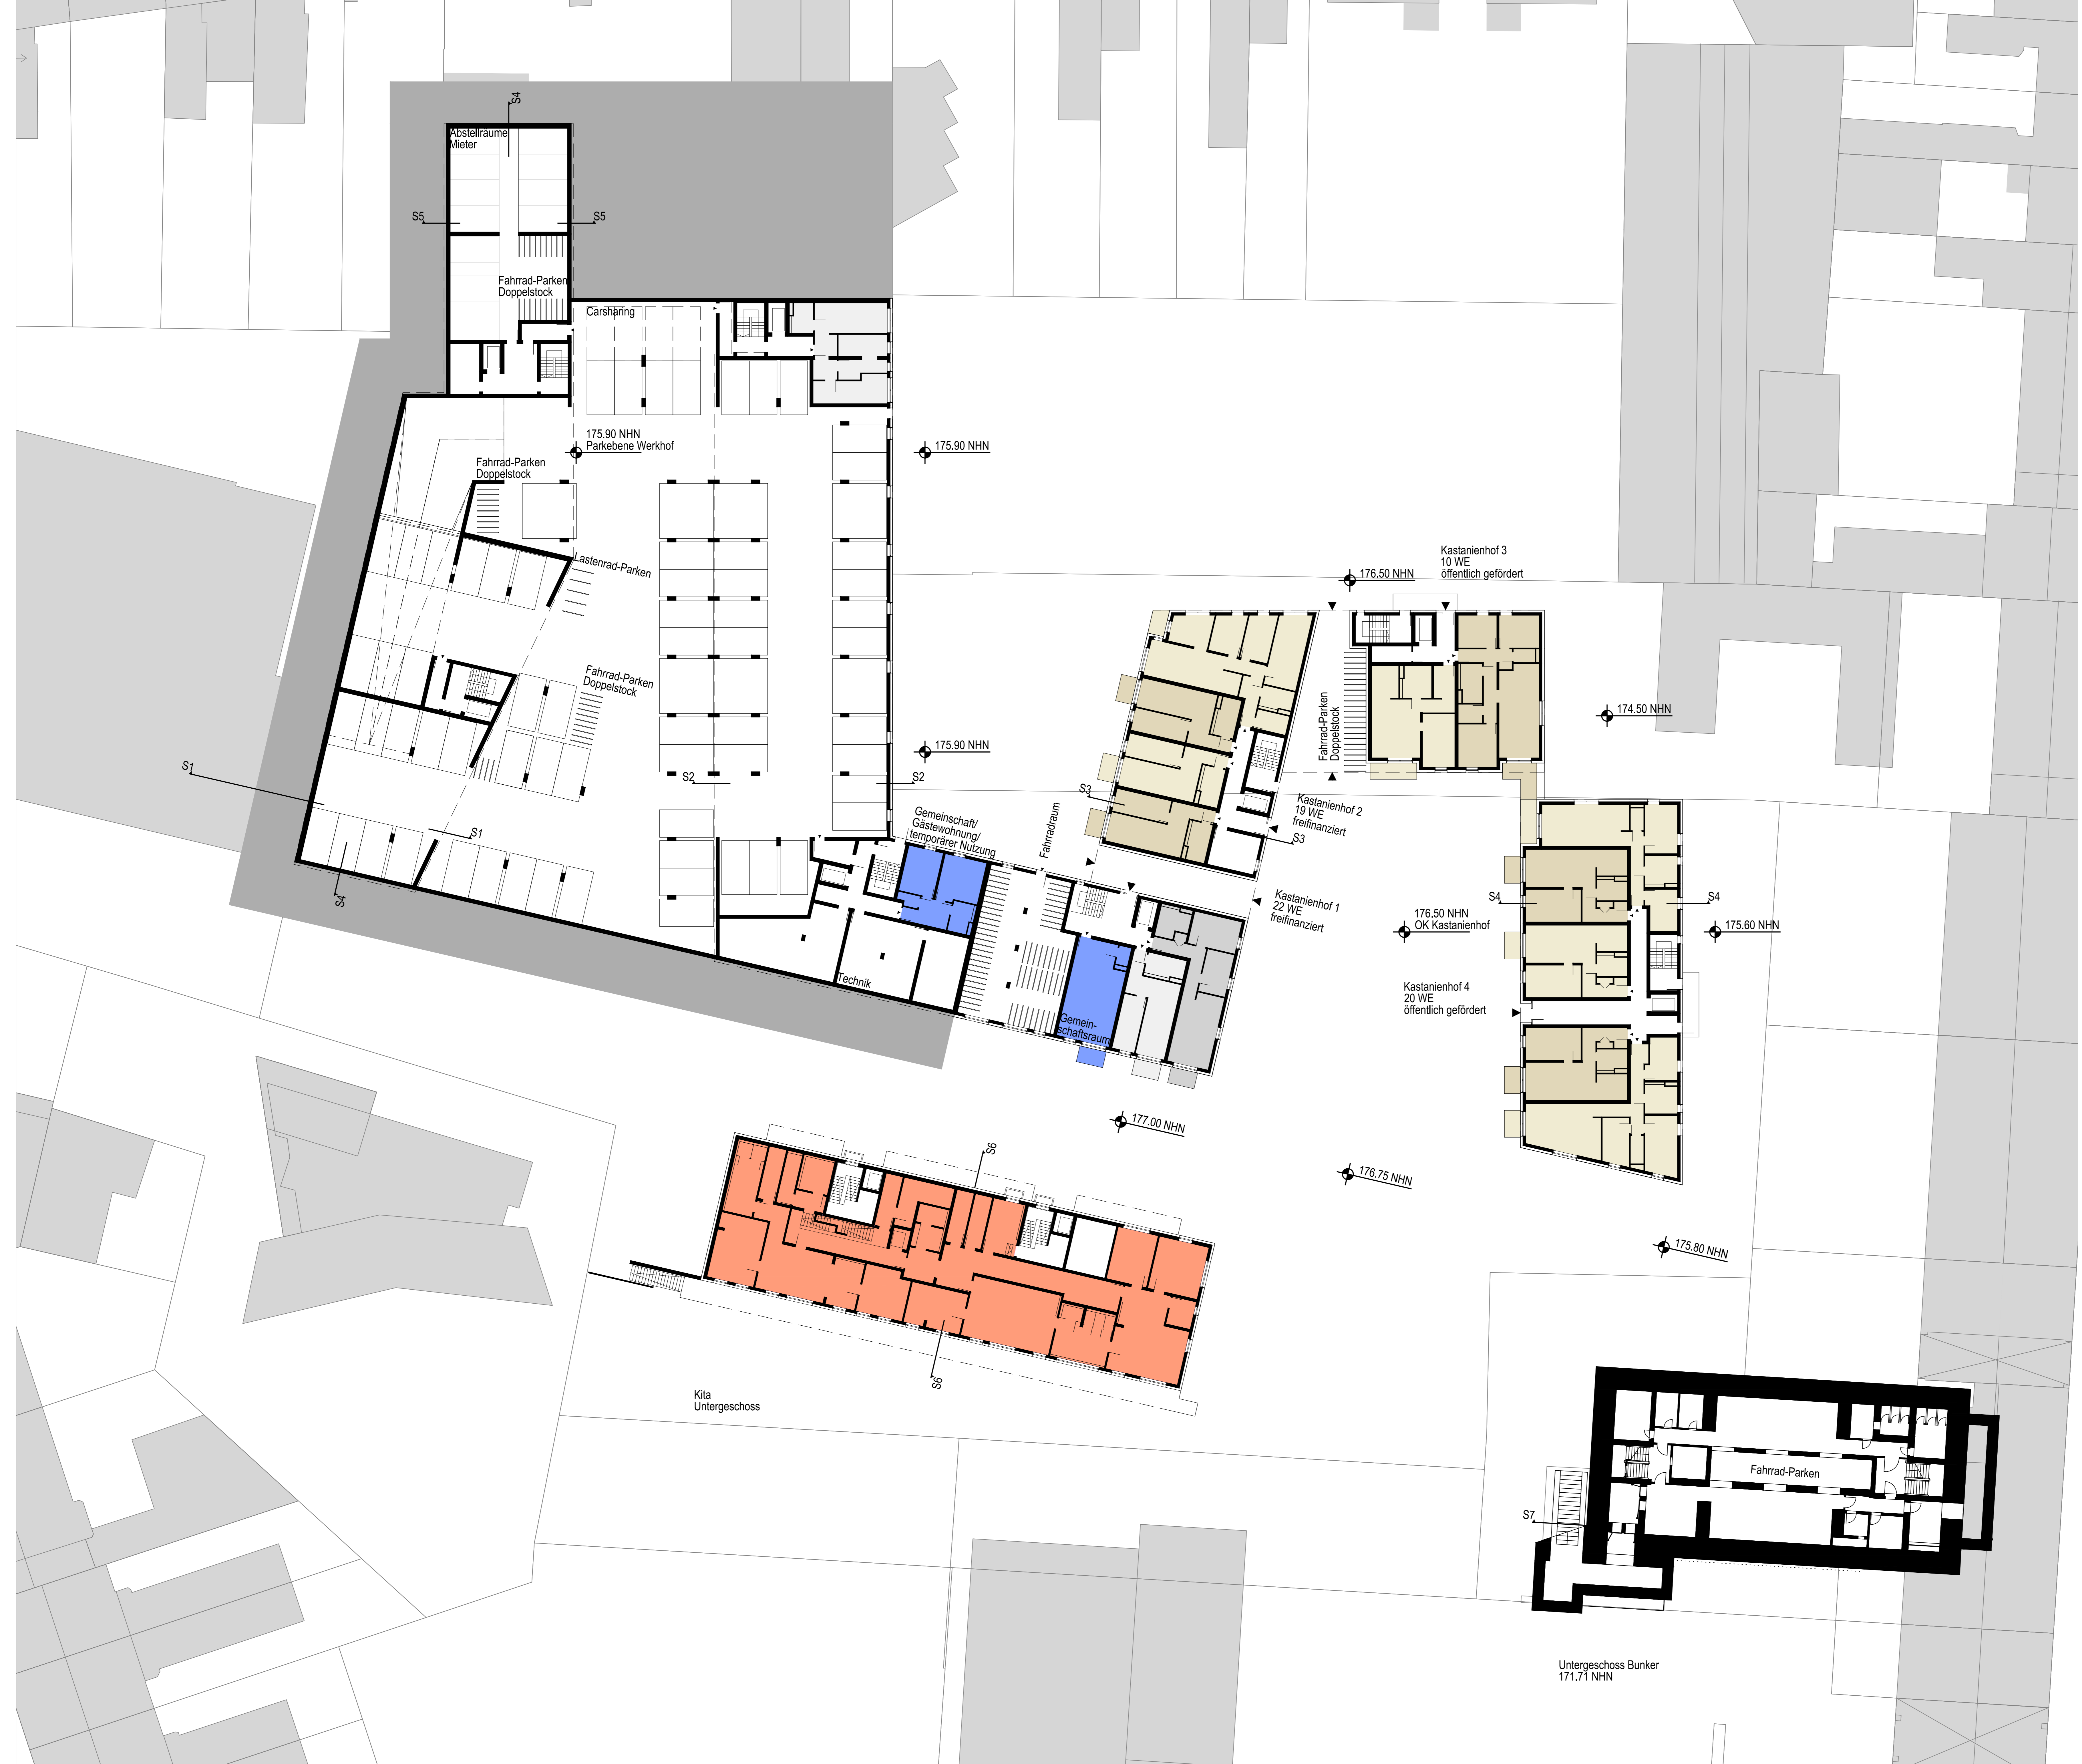 S4
Abstellräume
Mieter
S5
S5
Fahrrad-Parken
Doppelstock
Carsharing
175.90 NHN
Parkebene Werkhof
175.90 NHN
Fahrrad-Parken
Doppelstock
Lastenrad-Parken
Kastanienhof 3
10 WE
öffentlich gefördert
176.50 NHN
Fahrrad-Parken
Doppelstock
Fahrrad-Parken
Doppelstock
174.50 NHN
175.90 NHN
S1
S2
S2
S1
S4
Gemeinschaft/
Gästewohnung/
temporärer Nutzung
Fahrradraum
S3
Kastanienhof 2
19 WE
freifinanziert
S3
Kastanienhof 1
22 WE
freifinanziert
176.50 NHN
OK Kastanienhof
S4
S4
175.60 NHN
Technik
Gemein-
schaftsraum
Kastanienhof 4
20 WE
öffentlich gefördert
177.00 NHN
S6
176.75 NHN
175.80 NHN
S6
Kita
Untergeschoss
Fahrrad-Parken
S7
Untergeschoss Bunker
171.71 NHN